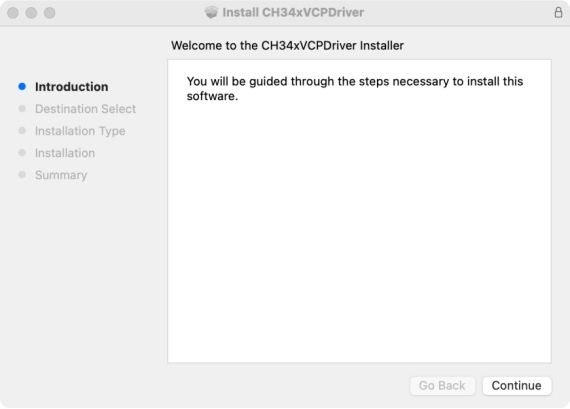 Install CH34xVCPDriver
Welcome to the CH34xVCPDriver Installer
Introduction
Destination Select
Installation Type
Installation
Summary
You will be guided through the steps necessary to install this
software.
Go Back
Continue